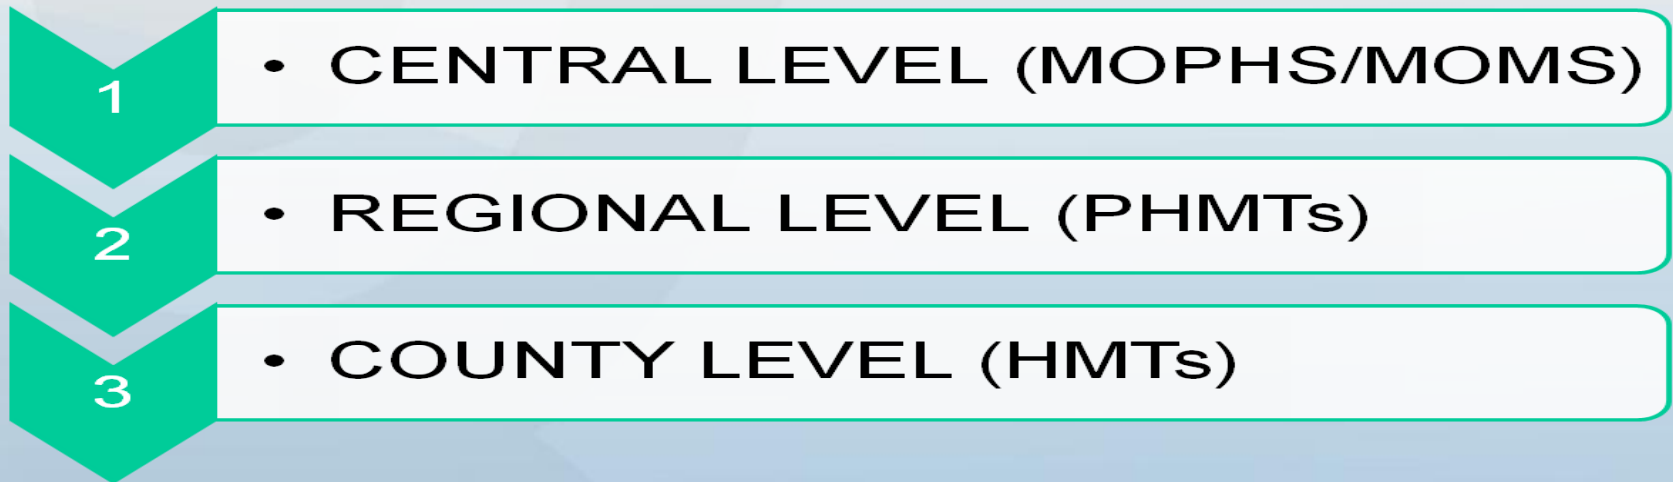 1
• CENTRAL LEVEL (MOPHS/MOMS)
2
• REGIONAL LEVEL (PHMTs)
3
• COUNTY LEVEL (HMTs)